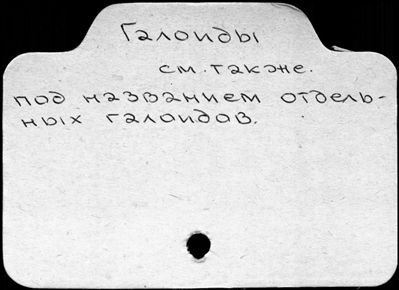 Галоиды
см. также.
под названием отдель-
ных галоидов.